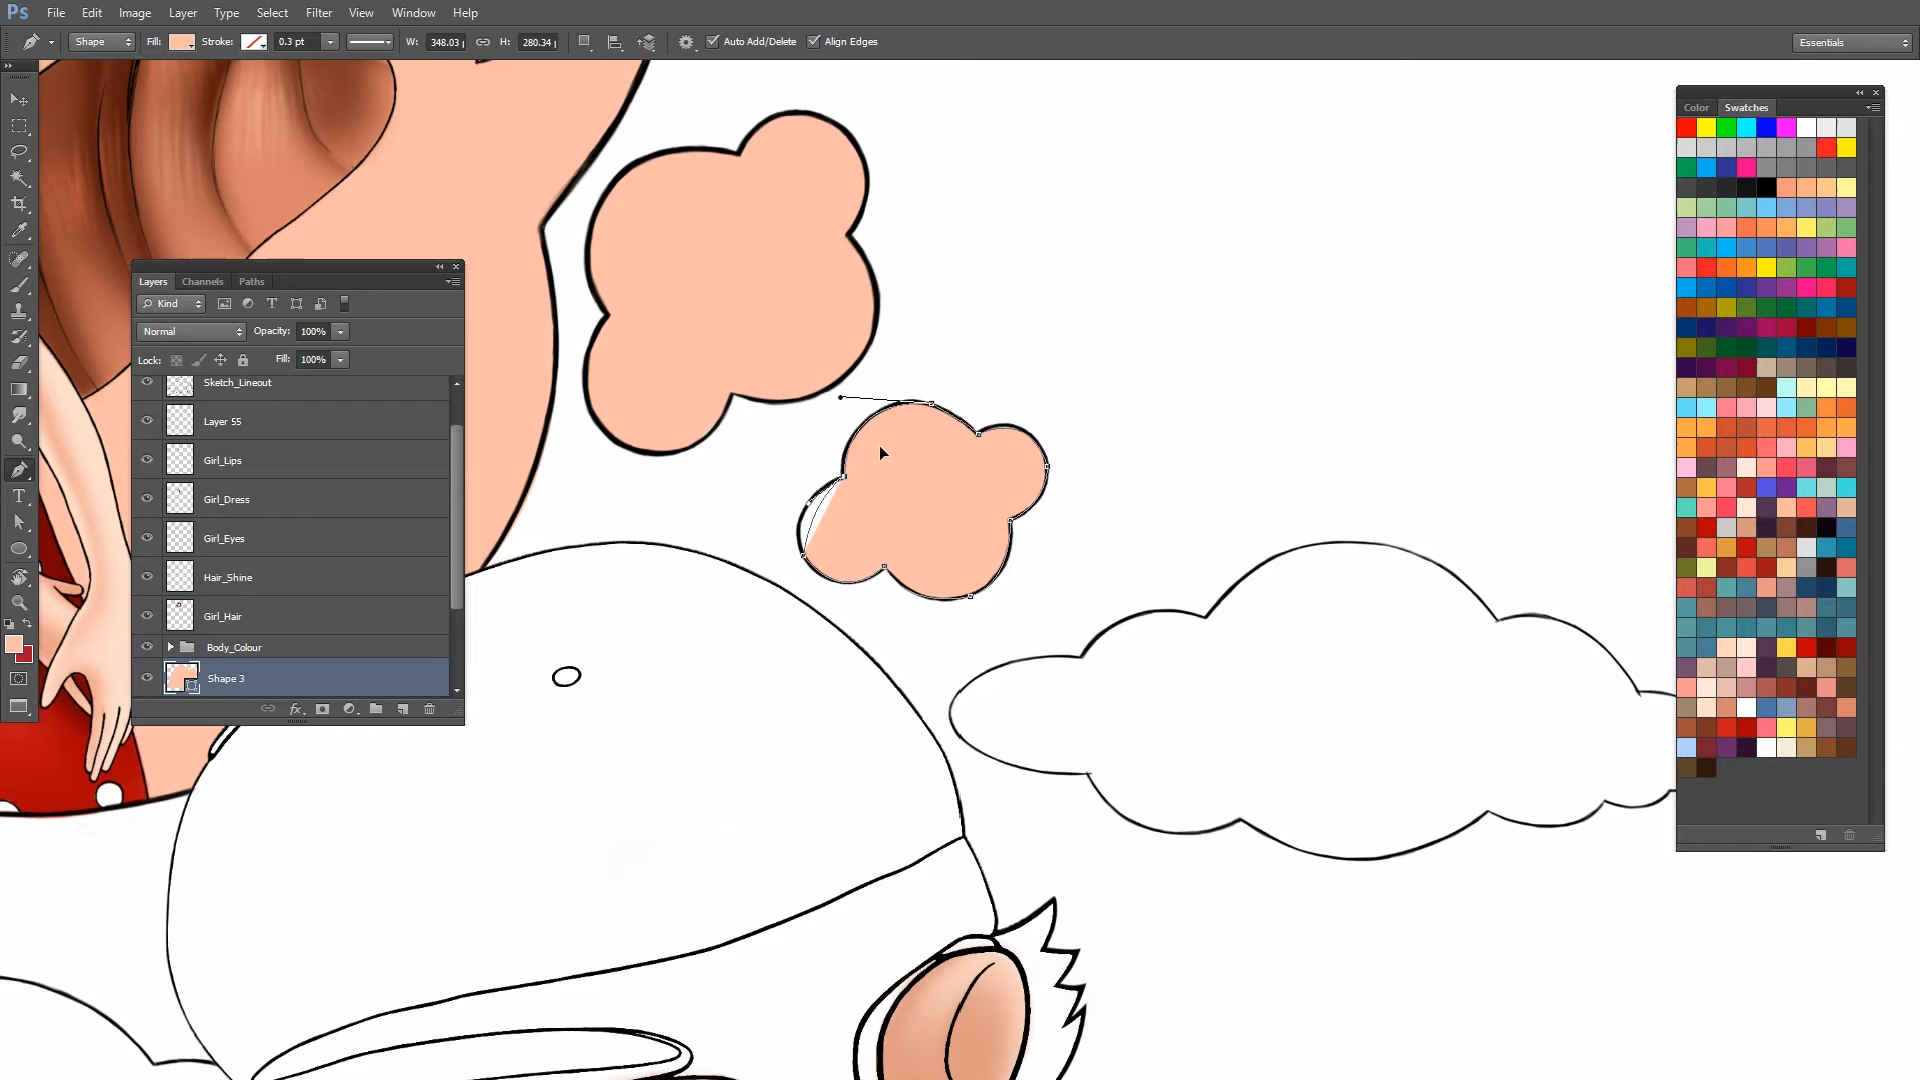 Ps File Edit Image Layer Type Select Filter View Window Help
Shape Fill: Stroke: 0.3 pt W: 348.03 p H: 280.34 p Auto Add/Delete Align Edges Essentials
Color Swatches
Layers Channels Paths
Kind T
Normal Opacity: 100%
Lock: Fill: 100%
Sketch_Lineout
Layer 55
Girl_Lips
Girl_Dress
Girl_Eyes
Hair_Shine
Girl_Hair
Body_Colour
Shape 3
fx
T